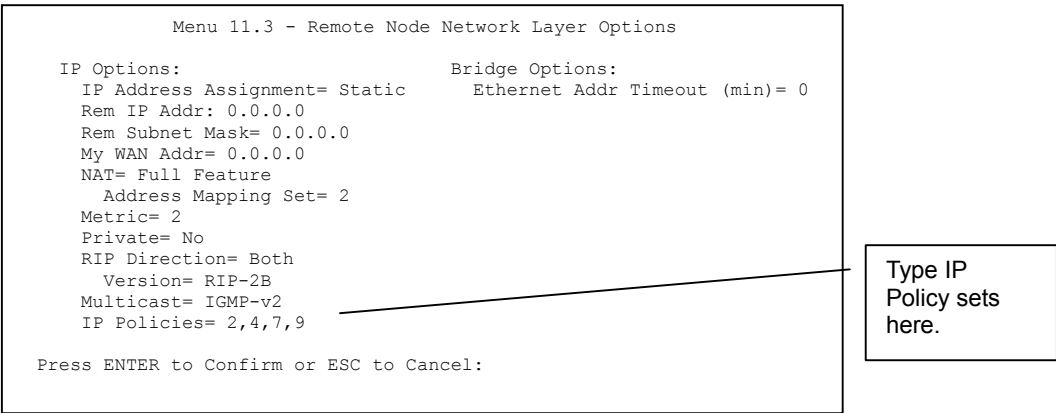 Menu 11.3 - Remote Node Network Layer Options
IP Options: Bridge Options:
IP Address Assignment= Static Ethernet Addr Timeout (min)= 0
Rem IP Addr: 0.0.0.0
Rem Subnet Mask= 0.0.0.0
My WAN Addr= 0.0.0.0
NAT= Full Feature
Address Mapping Set= 2
Metric= 2
Private= No
RIP Direction= Both
Version= RIP-2B
Multicast= IGMP-v2
IP Policies= 2,4,7,9
Press ENTER to Confirm or ESC to Cancel:
Type IP
Policy sets
here.